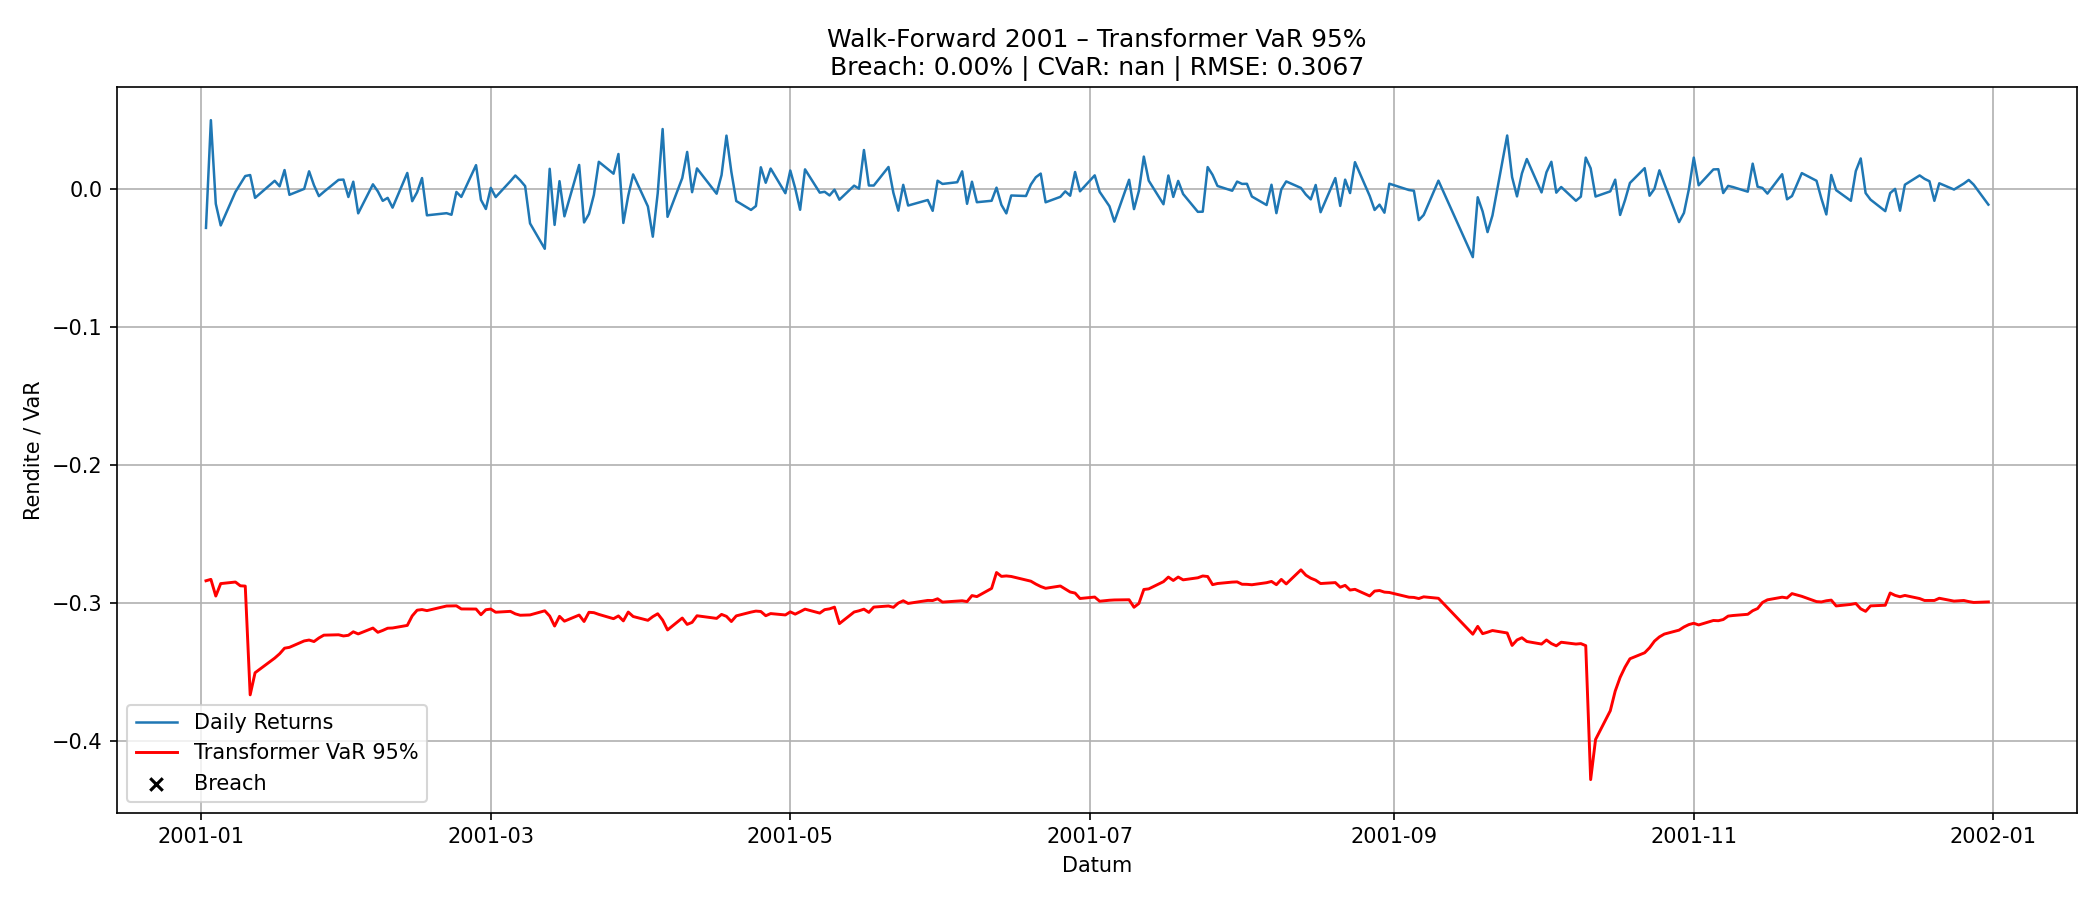 Walk-Forward 2001 – Transformer VaR 95%
Breach: 0.00% | CVaR: nan | RMSE: 0.3067
Rendite / VaR
0.0
−0.1
−0.2
−0.3
−0.4
Daily Returns
Transformer VaR 95%
Breach
2001-01
2001-03
2001-05
2001-07
2001-09
2001-11
2002-01
Datum